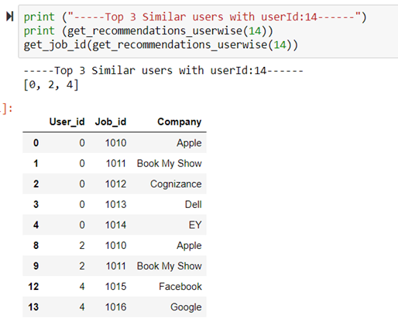 print ("-----Top 3 Similar users with userId:14------")
print (get_recommendations_userwise(14))
get_job_id(get_recommendations_userwise(14))
-----Top 3 Similar users with userId:14------
[0, 2, 4]
]:
User_id Job_id Company
0 0 1010 Apple
1 0 1011 Book My Show
2 0 1012 Cognizance
3 0 1013 Dell
4 0 1014 EY
8 2 1010 Apple
9 2 1011 Book My Show
12 4 1015 Facebook
13 4 1016 Google